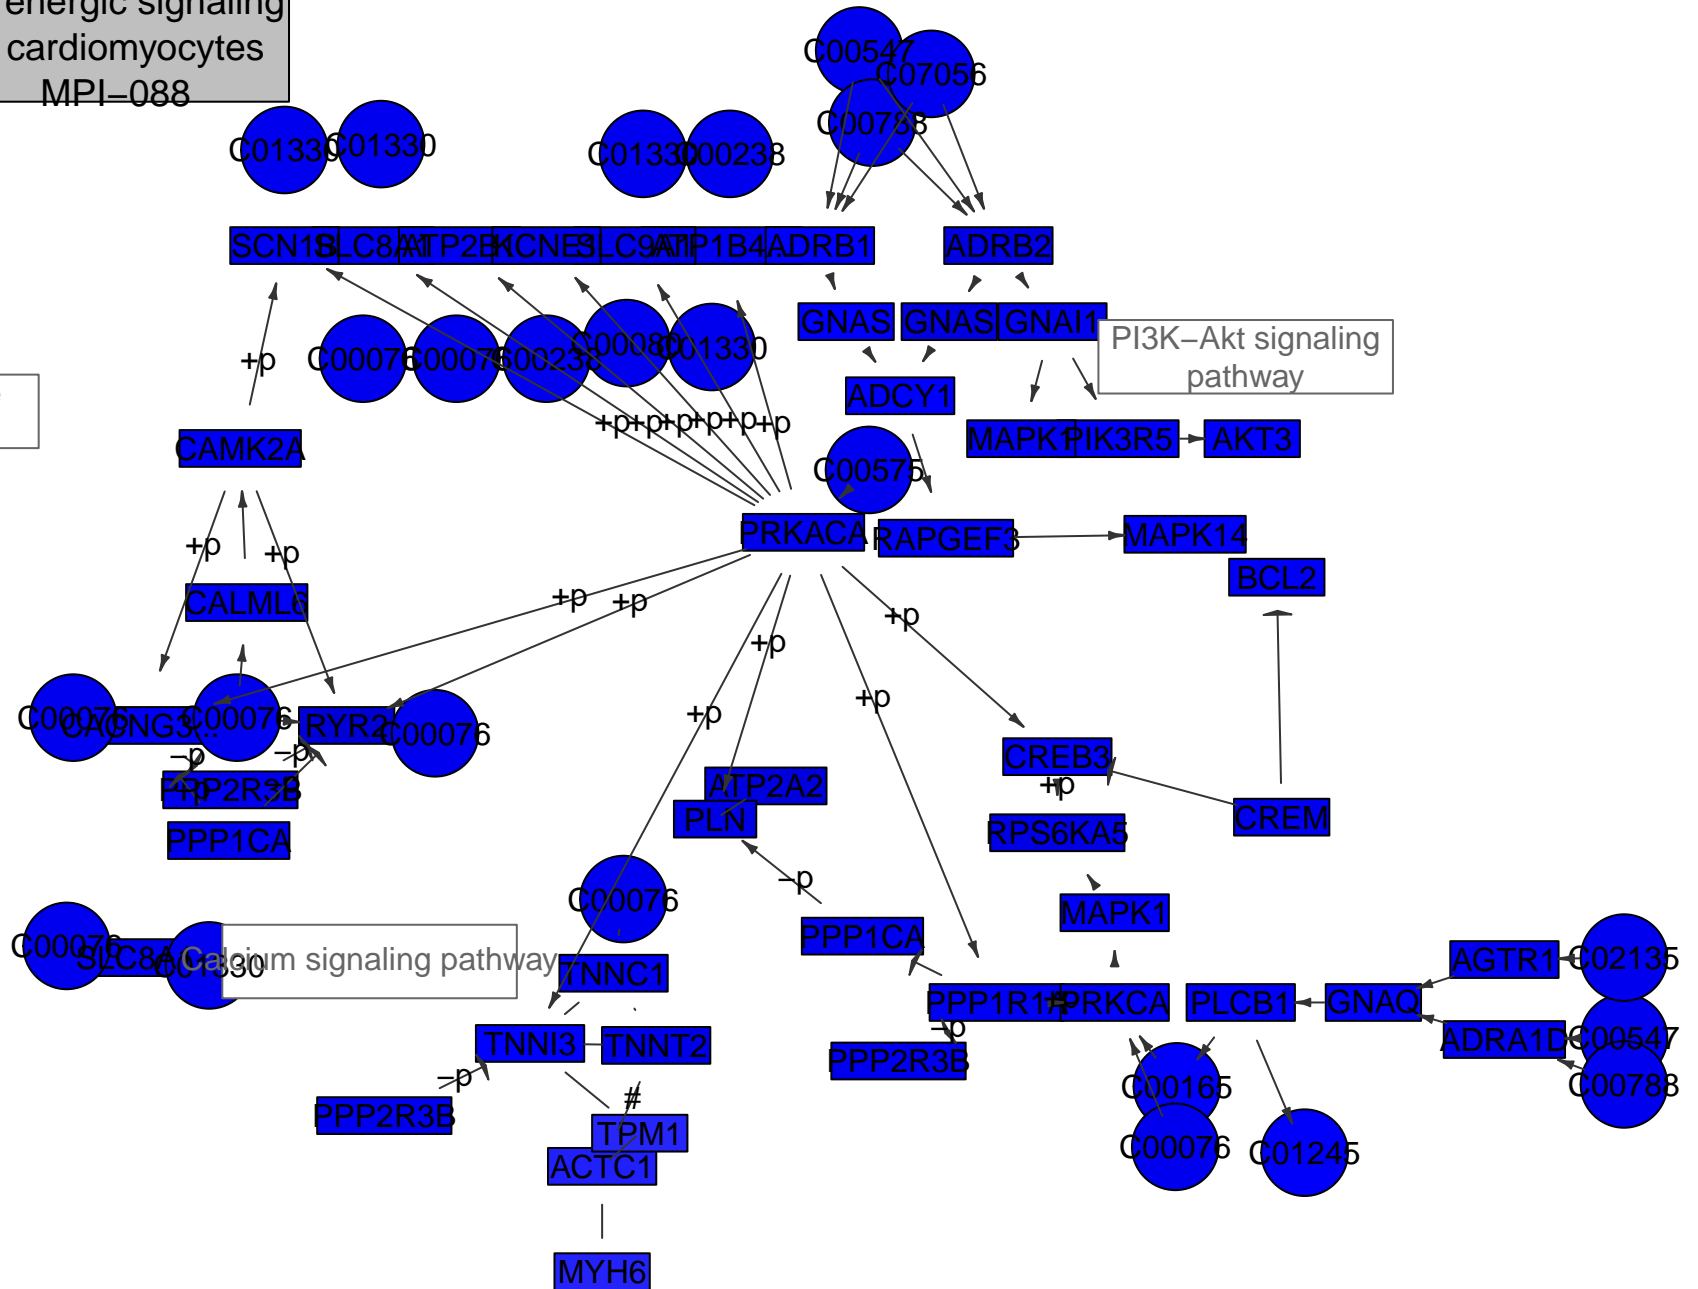 energic signaling
cardiomyocytes
MPI−088
C00547
C07056
C00788
C01330
C01330
C01330
C00238
SCN1B
SLC8A1
ATP2B1
KCNE1
SLC9A1
ATP1B4...
ADRB1
ADRB2
GNAS
GNAS
GNAI1
PI3K−Akt signaling
pathway
C00076
C00076
C00238
C00080
C01330
+p
ADCY1
+p
+p
+p
+p
+p
+p
CAMK2A
MAPK1
PIK3R5
AKT3
C00575
PRKACA
RAPGEF3
MAPK14
+p
+p
BCL2
CALML6
+p
+p
+p
+p
+p
+p
C00076
CACNG3...
C00076
RYR2
C00076
−p
−p
CREB3
+p
PPP2R3B
+p
ATP2A2
PLN
CREM
RPS6KA5
PPP1CA
−p
C00076
MAPK1
PPP1CA
C00076
SLC8A1
C01330
Calcium signaling pathway
TNNC1
AGTR1
C02135
PPP1R1A
PRKCA
PLCB1
GNAQ
−p
TNNI3
TNNT2
PPP2R3B
ADRA1D
C00547
−p
C00165
C00788
#
PPP2R3B
TPM1
C00076
C01245
ACTC1
MYH6